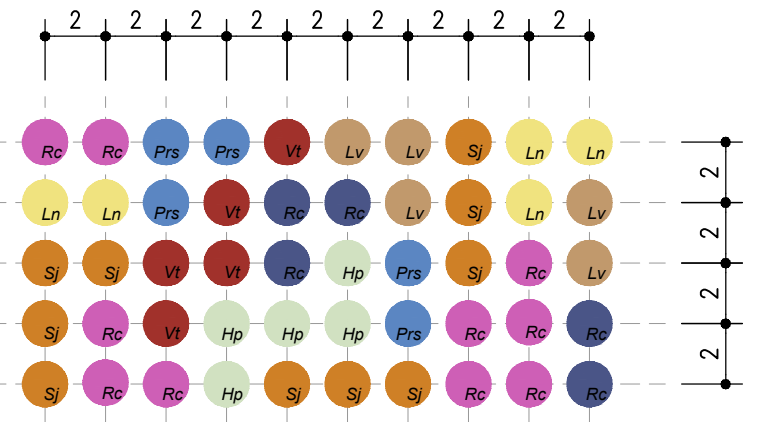 2 2 2 2 2 2 2 2 2
Rc Rc Prs Prs Vt Lv Lv Sj Ln Ln
2
Ln Ln Prs Vt Rc Rc Lv Sj Ln Lv
2
Sj Sj Vt Vt Rc Hp Prs Sj Rc Lv
2
Sj Rc Vt Hp Hp Hp Prs Rc Rc Rc
2
Sj Rc Rc Hp Sj Sj Sj Rc Rc Rc